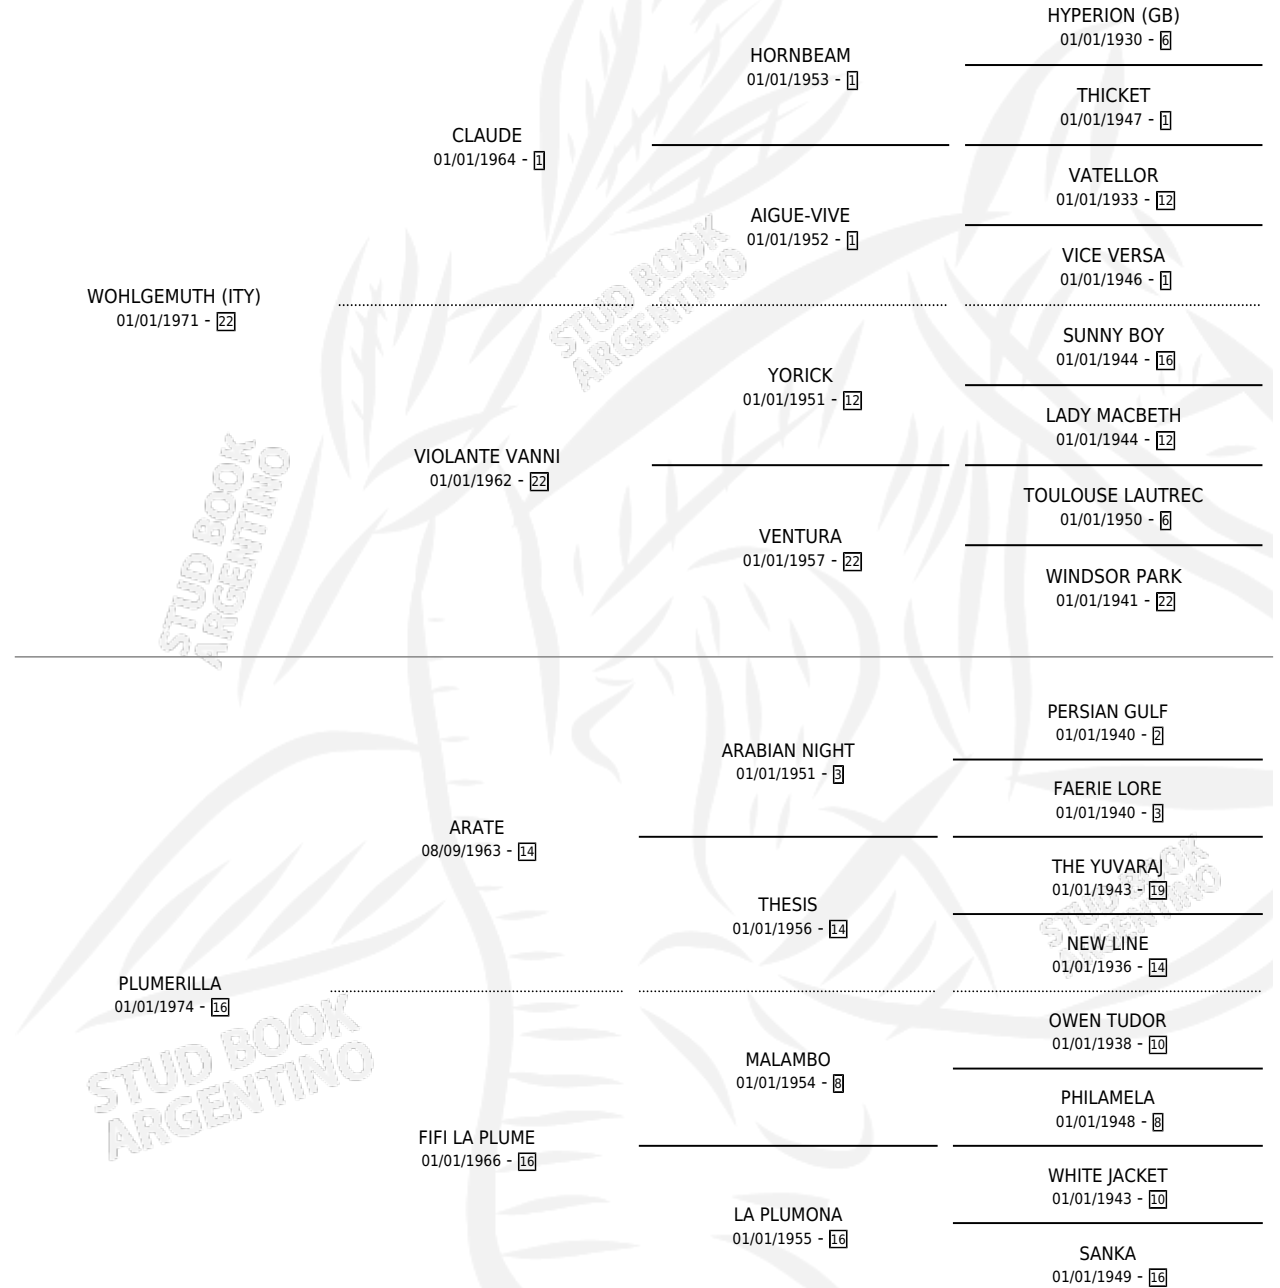 HYPERION (GB)
01/01/1930 - 6
HORNBEAM
01/01/1953 - 1
THICKET
01/01/1947 - 1
CLAUDE
01/01/1964 - 1
VATELLOR
01/01/1933 - 12
AIGUE-VIVE
01/01/1952 - 1
VICE VERSA
01/01/1946 - 1
WOHLGEMUTH (ITY)
01/01/1971 - 22
SUNNY BOY
01/01/1944 - 16
YORICK
01/01/1951 - 12
LADY MACBETH
01/01/1944 - 12
VIOLANTE VANNI
01/01/1962 - 22
TOULOUSE LAUTREC
01/01/1950 - 6
VENTURA
01/01/1957 - 22
WINDSOR PARK
01/01/1941 - 22
PERSIAN GULF
01/01/1940 - 2
ARABIAN NIGHT
01/01/1951 - 3
FAERIE LORE
01/01/1940 - 3
ARATE
08/09/1963 - 14
THE YUVARAJ
01/01/1943 - 19
THESIS
01/01/1956 - 14
NEW LINE
01/01/1936 - 14
PLUMERILLA
01/01/1974 - 16
OWEN TUDOR
01/01/1938 - 10
MALAMBO
01/01/1954 - 8
PHILAMELA
01/01/1948 - 8
FIFI LA PLUME
01/01/1966 - 16
WHITE JACKET
01/01/1943 - 10
LA PLUMONA
01/01/1955 - 16
SANKA
01/01/1949 - 16
STUD BOOK
ARGENTINO
STUD BOOK
ARGENTINO
STUD BOOK
ARGENTINO
STUD BOOK
ARGENTINO